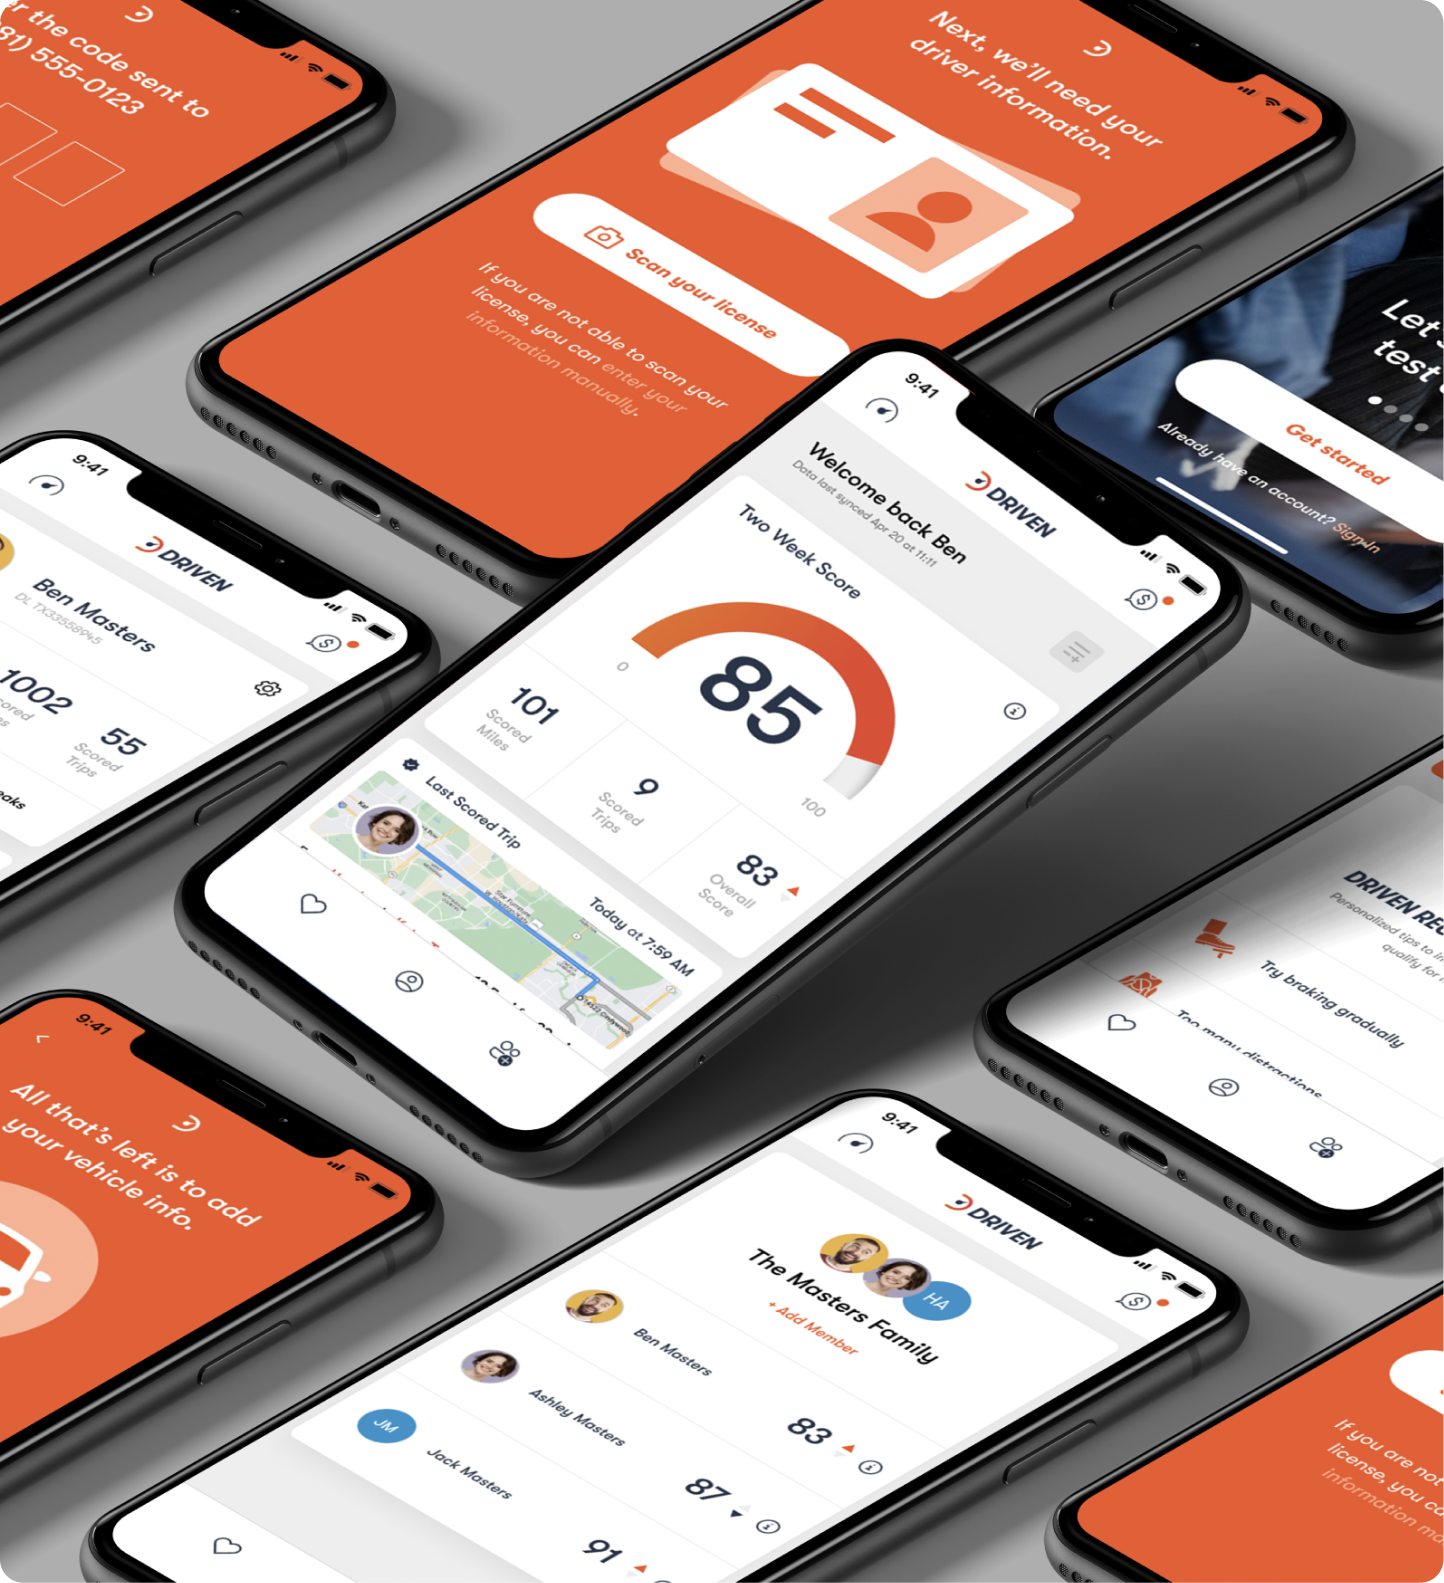 the code sent to
81) 555-0123
Next, we'll need your
driver information.
Scan your license
If you are not able to scan your
license, you can enter your
information manually.
Let's
test
Get started
Already have an account? Sign In
9:41
DRIVEN
Ben Masters
DL TX33558945
1002
55
Scored
Trips
9:41
DRIVEN
Welcome back Ben
Data last synced Apr 20 at 11:11
Two Week Score
0
85
100
101
Scored
Miles
9
Scored
Trips
83
Overall
Score
Last Scored Trip
Today at 7:59 AM
DRIVEN
Personalized tips to
qualify for
Try braking gradually
Too many distractions
9:41
All that's left is to add
your vehicle info.
9:41
DRIVEN
HA
The Masters Family
+ Add Member
Ben Masters
83
Ashley Masters
87
JM
Jack Masters
91
If you are not
license, you
information